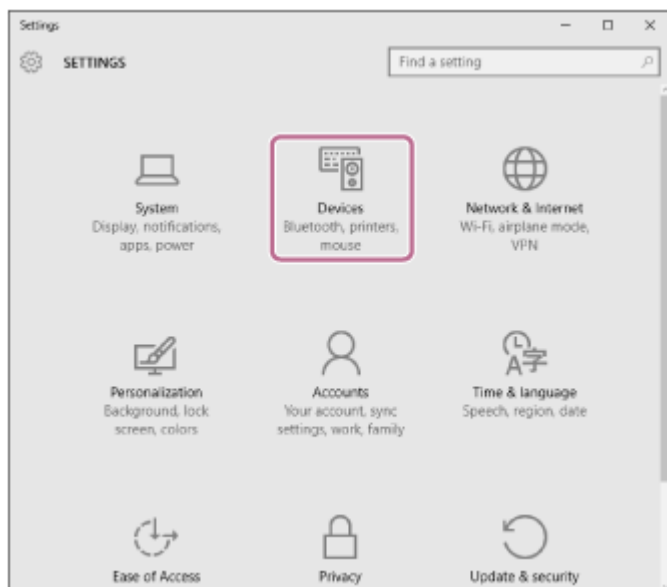 Settings
SETTINGS
Find a setting
System
Display, notifications,
apps, power
Devices
Bluetooth, printers,
mouse
Network & Internet
Wi-Fi, airplane mode,
VPN
Personalization
Background, lock
screen, colors
Accounts
Your account, sync
settings, work, family
Time & language
Speech, region, date
A字
Ease of Access
Privacy
Update & security